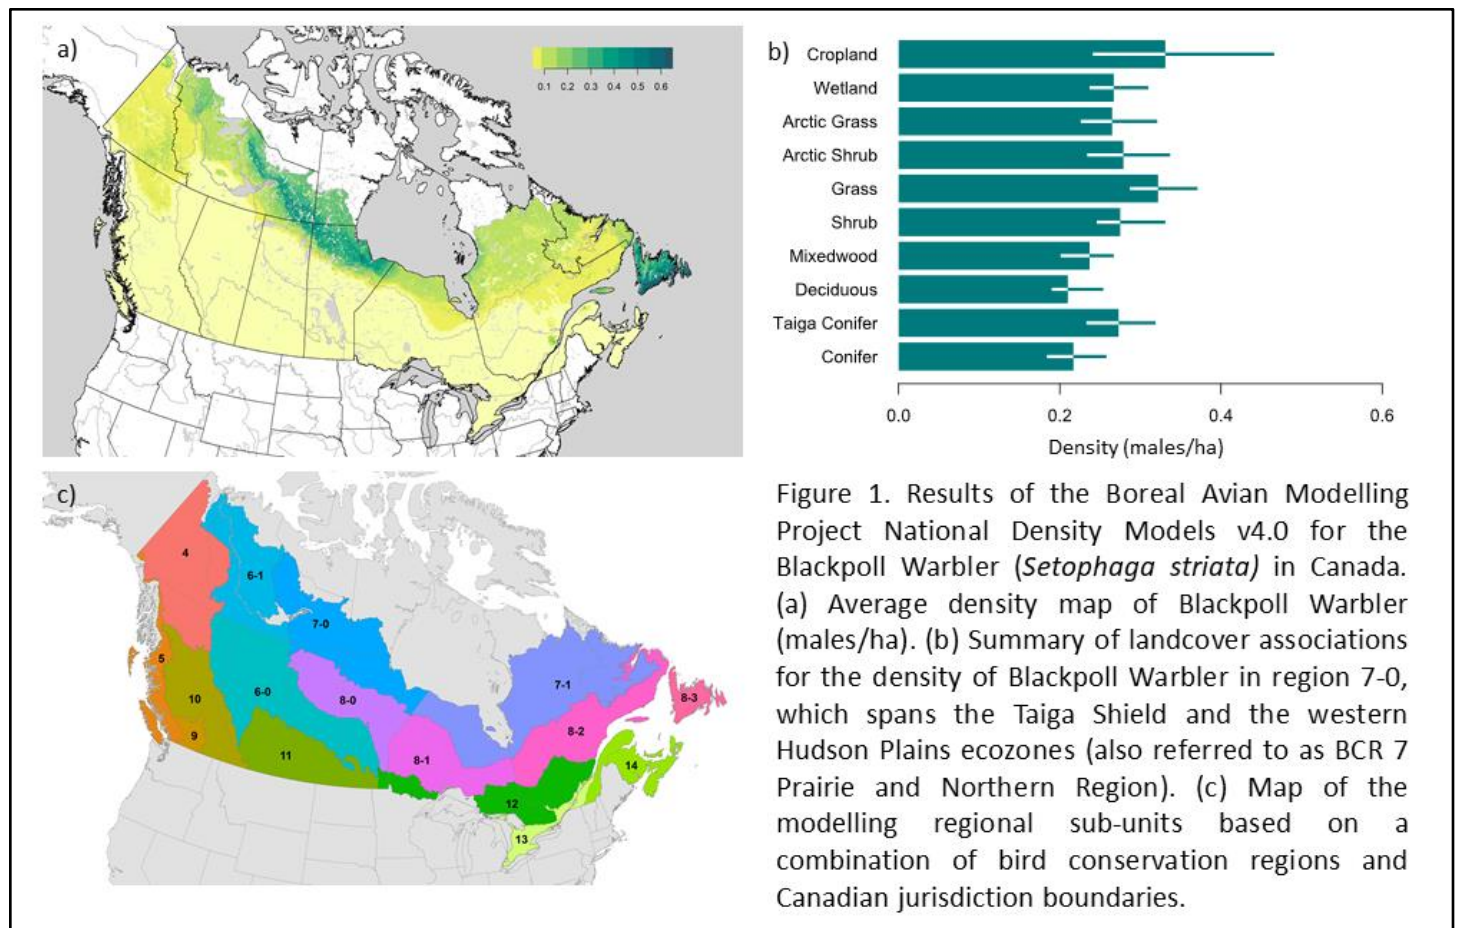 a)
0.1 0.2 0.3 0.4 0.5 0.6
b)
Cropland
Wetland
Arctic Grass
Arctic Shrub
Grass
Shrub
Mixedwood
Deciduous
Taiga Conifer
Conifer
0.0 0.2 0.4 0.6
Density (males/ha)
c)
4
6-1
7-0
5
10
6-0
8-0
7-1
8-3
9
11
8-1
8-2
14
12
13
Figure 1. Results of the Boreal Avian Modelling
Project National Density Models v4.0 for the
Blackpoll Warbler (Setophaga striata) in Canada.
(a) Average density map of Blackpoll Warbler
(males/ha). (b) Summary of landcover associations
for the density of Blackpoll Warbler in region 7-0,
which spans the Taiga Shield and the western
Hudson Plains ecozones (also referred to as BCR 7
Prairie and Northern Region). (c) Map of the
modelling regional sub-units based on a
combination of bird conservation regions and
Canadian jurisdiction boundaries.